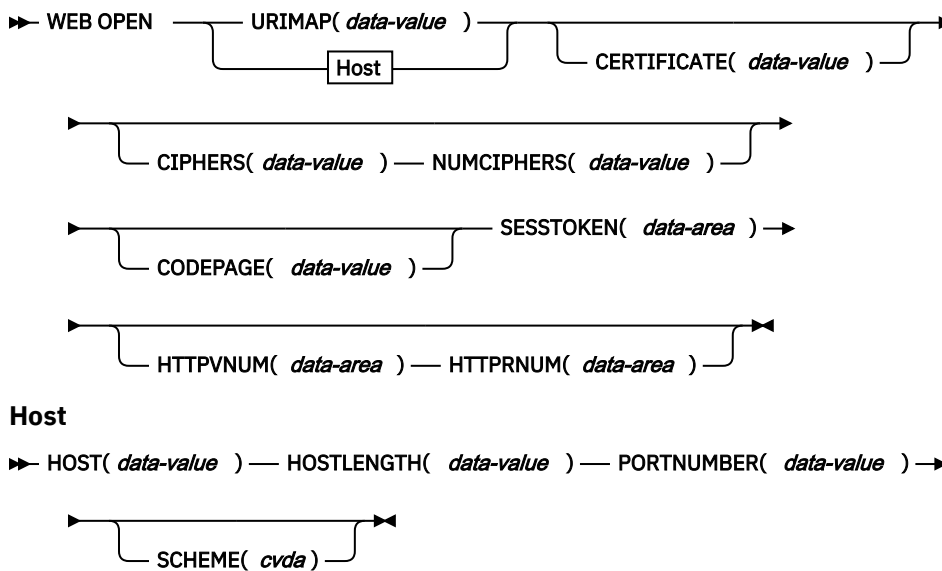 WEB OPEN URIMAP( data-value )
Host CERTIFICATE( data-value )
CIPHERS( data-value ) NUMCIPHERS( data-value )
SESSTOKEN( data-area )
CODEPAGE( data-value )
HTTPVNUM( data-area ) HTTPRNUM( data-area )
Host
HOST( data-value ) HOSTLENGTH( data-value ) PORTNUMBER( data-value )
SCHEME( cvda )